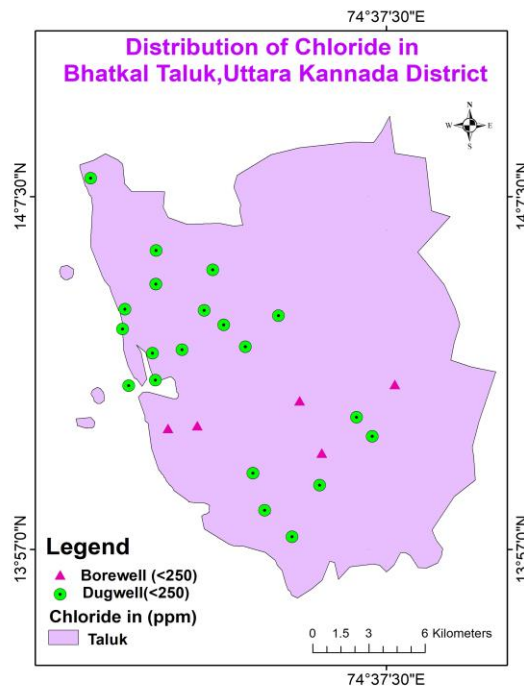 74°37'30"E
Distribution of Chloride in
Bhatkal Taluk,Uttara Kannada District
N
W E
S
14°7'30"N
14°7'30"N
13°57'0"N
13°57'0"N
Legend
Borewell (<250)
Dugwell(<250)
Chloride in (ppm)
Taluk
0 1.5 3 6 Kilometers
74°37'30"E